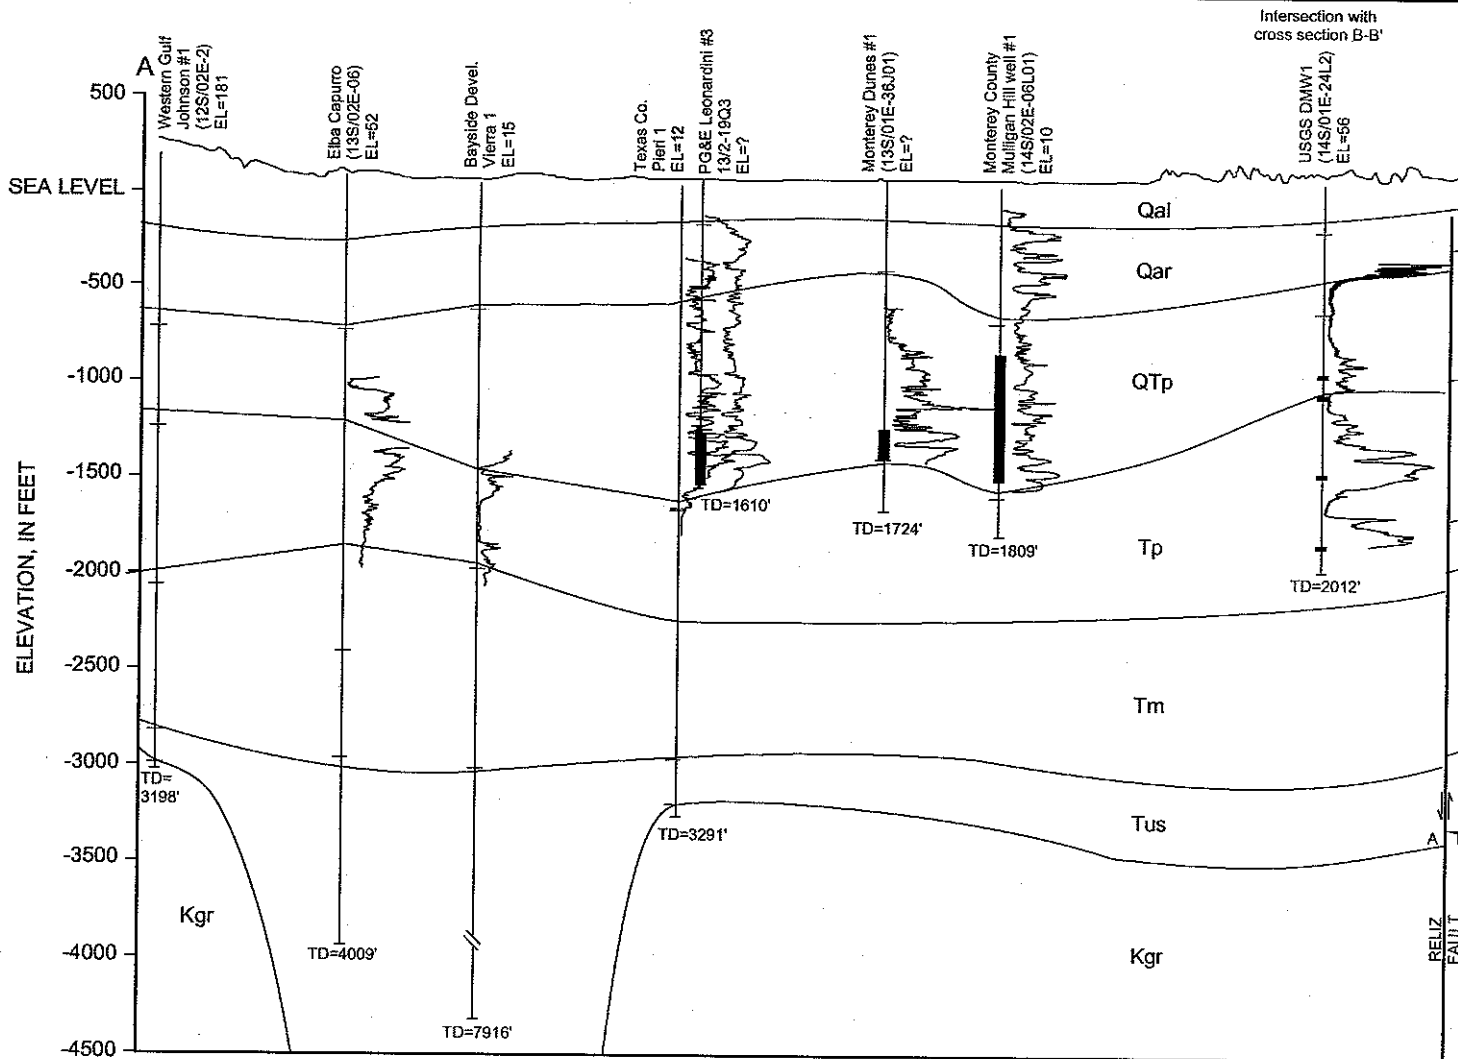 Intersection with
cross section B-B'
A
Western Gulf
Johnson #1
(12S/02E-2)
EL=181
Elba Capurro
(13S/02E-06)
EL=52
Bayside Devel.
Vierra 1
EL=15
Texas Co.
Pieri 1
EL=12
PG&E Leonardini #3
13/2-19Q3
EL=?
Monterey Dunes #1
(13S/01E-36J01)
EL=?
Monterey County
Mulligan Hill well #1
(14S/02E-06L01)
EL=10
USGS DMW1
(14S/01E-24L2)
EL=56
500
SEA LEVEL
-500
-1000
-1500
-2000
-2500
-3000
-3500
-4000
-4500
ELEVATION, IN FEET
Qal
Qar
QTp
Tp
Tm
Tus
Kgr
Kgr
TD=
3198'
TD=4009'
TD=7916'
TD=3291'
TD=1610'
TD=1724'
TD=1809'
TD=2012'
A
T
RELIZ
FAULT